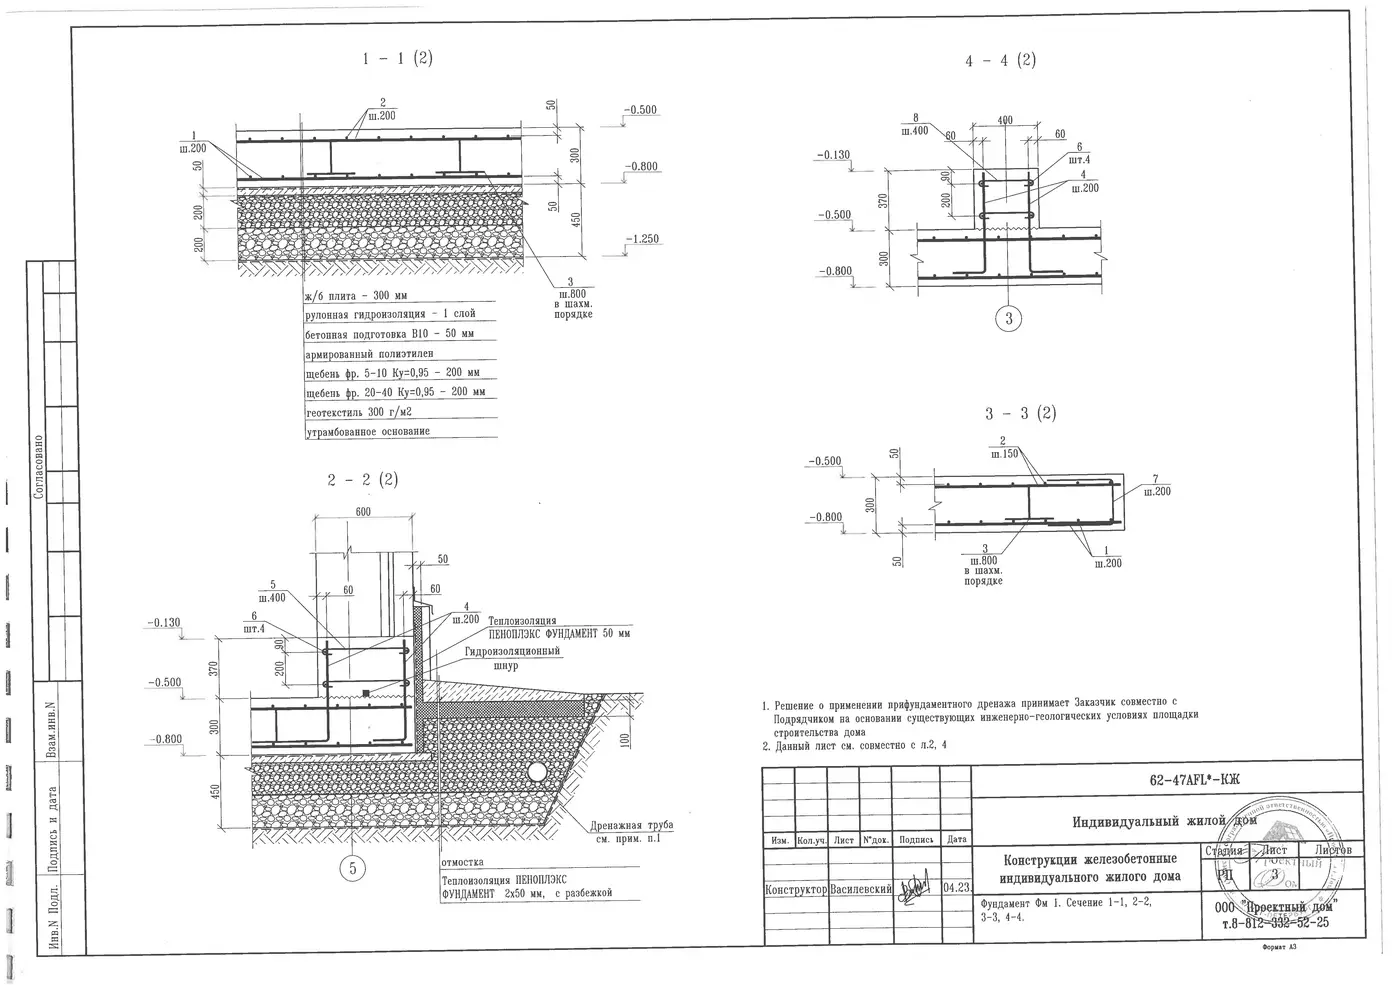 1 - 1 (2)
2
ш.200
1
ш.200
50
200
200
50
300
50
450
-0.500
-0.800
-1.250
3
ш.800
в шахм.
порядке
ж/б плита - 300 мм
рулонная гидроизоляция - 1 слой
бетонная подготовка В10 - 50 мм
армированный полиэтилен
щебень фр. 5-10 Ку=0,95 - 200 мм
щебень фр. 20-40 Ку=0,95 - 200 мм
геотекстиль 300 г/м2
утрамбованное основание
4 - 4 (2)
8
ш.400
400
60
60
6
шт.4
4
ш.200
-0.130
-0.500
-0.800
370
300
90
200
3
3 - 3 (2)
2
ш.150
50
-0.500
-0.800
300
50
7
ш.200
3
ш.800
в шахм.
порядке
1
ш.200
2 - 2 (2)
600
50
5
ш.400
60
60
6
шт.4
4
ш.200
-0.130
-0.500
-0.800
370
300
450
90
200
Теплоизоляция
ПЕНОПЛЭКС ФУНДАМЕНТ 50 мм
Гидроизоляционный
шнур
100
Дренажная труба
см. прим. п.1
5
отмостка
Теплоизоляция ПЕНОПЛЭКС
ФУНДАМЕНТ 2х50 мм, с разбежкой
1. Решение о применении прифундаментного дренажа принимает Заказчик совместно с
Подрядчиком на основании существующих инженерно-геологических условиях площадки
строительства дома
2. Данный лист см. совместно с л.2, 4
62-47AFL*-КЖ
Индивидуальный жилой дом
Изм. Кол.уч. Лист N°док. Подпись Дата
Конструктор Василевский 04.23
Конструкции железобетонные
индивидуального жилого дома
Стадия Лист Листов
РП 3
Фундамент Фм 1. Сечение 1-1, 2-2,
3-3, 4-4.
ООО "Проектный дом"
т.8-812-332-52-25
Формат А3
Согласовано
Взам.инв.N
Подпись и дата
Инв.N Подл.